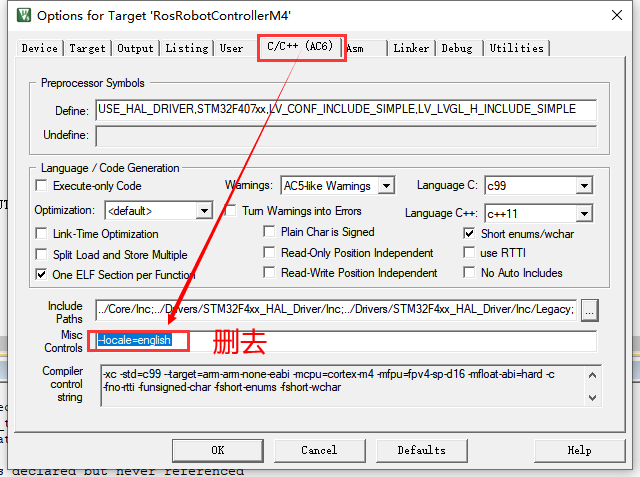 Options for Target 'RosRobotControllerM4'
Device Target Output Listing User C/C++ (AC6) Asm Linker Debug Utilities
Preprocessor Symbols
Define: USE_HAL_DRIVER,STM32F407xx,LV_CONF_INCLUDE_SIMPLE,LV_LVGL_H_INCLUDE_SIMPLE
Undefine:
Language / Code Generation
Execute-only Code Warnings: AC5-like Warnings Language C: c99
Optimization: <default> Turn Warnings into Errors Language C++: c++11
Link-Time Optimization Plain Char is Signed Short enums/wchar
Split Load and Store Multiple Read-Only Position Independent use RTTI
One ELF Section per Function Read-Write Position Independent No Auto Includes
Include Paths ../Core/Inc;../Drivers/STM32F4xx_HAL_Driver/Inc;../Drivers/STM32F4xx_HAL_Driver/Inc/Legacy; ...
Misc Controls --locale=english 删去
Compiler control string -xc -std=c99 --target=arm-arm-none-eabi -mcpu=cortex-m4 -mfpu=fpv4-sp-d16 -mfloat-abi=hard -c
-fno-rtti -funsigned-char -fshort-enums -fshort-wchar
OK Cancel Defaults Help
s declared but never referenced